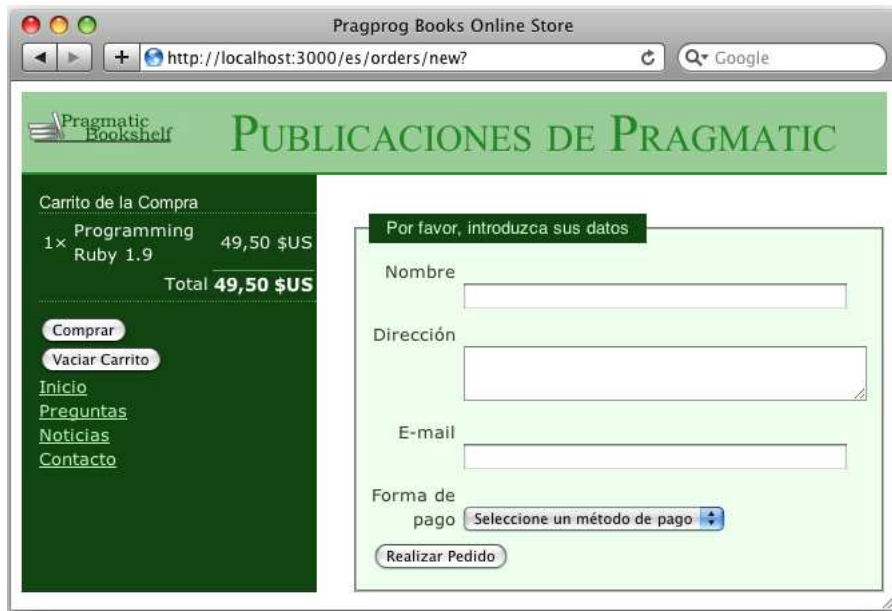 Pragprog Books Online Store
http://localhost:3000/es/orders/new?
Google
Pragmatic
Bookshelf
PUBLICACIONES DE PRAGMATIC
Carrito de la Compra
1× Programming Ruby 1.9 49,50 $US
Total 49,50 $US
Comprar
Vaciar Carrito
Inicio
Preguntas
Noticias
Contacto
Por favor, introduzca sus datos
Nombre
Dirección
E-mail
Forma de
pago Seleccione un método de pago
Realizar Pedido